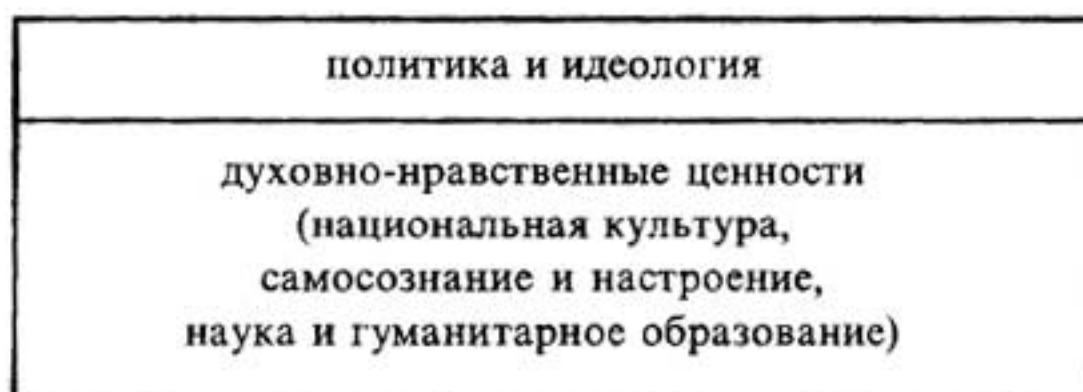 политика и идеология
духовно-нравственные ценности
(национальная культура,
самосознание и настроение,
наука и гуманитарное образование)